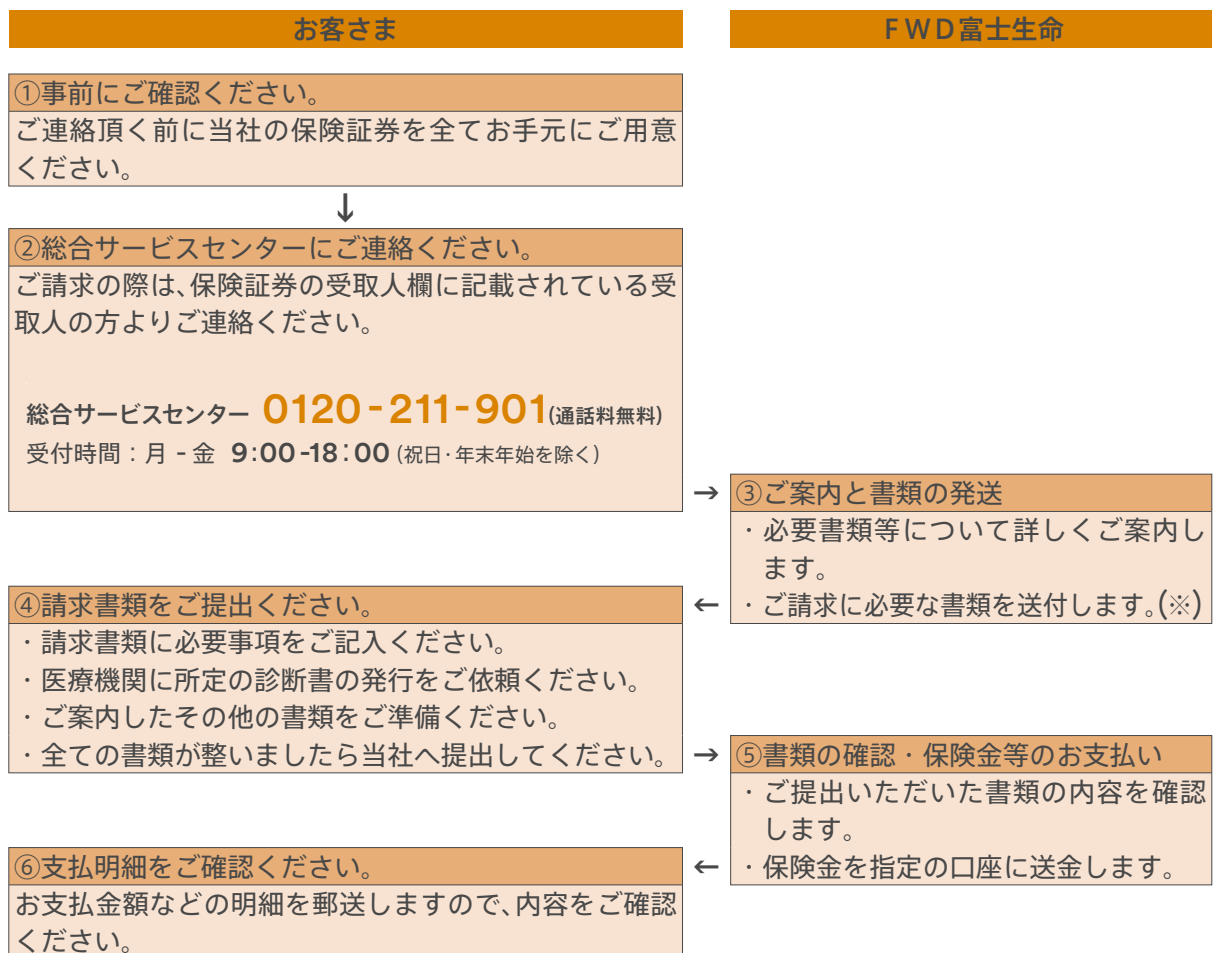 お客さま
ＦＷＤ富士生命
①事前にご確認ください。
ご連絡頂く前に当社の保険証券を全てお手元にご用意
ください。
↓
②総合サービスセンターにご連絡ください。
ご請求の際は、保険証券の受取人欄に記載されている受
取人の方よりご連絡ください。
総合サービスセンター 0120-211-901(通話料無料)
受付時間：月 - 金 9:00-18:00 (祝日・年末年始を除く)
→
③ご案内と書類の発送
・必要書類等について詳しくご案内し
ます。
・ご請求に必要な書類を送付します。(※)
←
④請求書類をご提出ください。
・請求書類に必要事項をご記入ください。
・医療機関に所定の診断書の発行をご依頼ください。
・ご案内したその他の書類をご準備ください。
・全ての書類が整いましたら当社へ提出してください。
→
⑤書類の確認・保険金等のお支払い
・ご提出いただいた書類の内容を確認
します。
・保険金を指定の口座に送金します。
←
⑥支払明細をご確認ください。
お支払金額などの明細を郵送しますので、内容をご確認
ください。